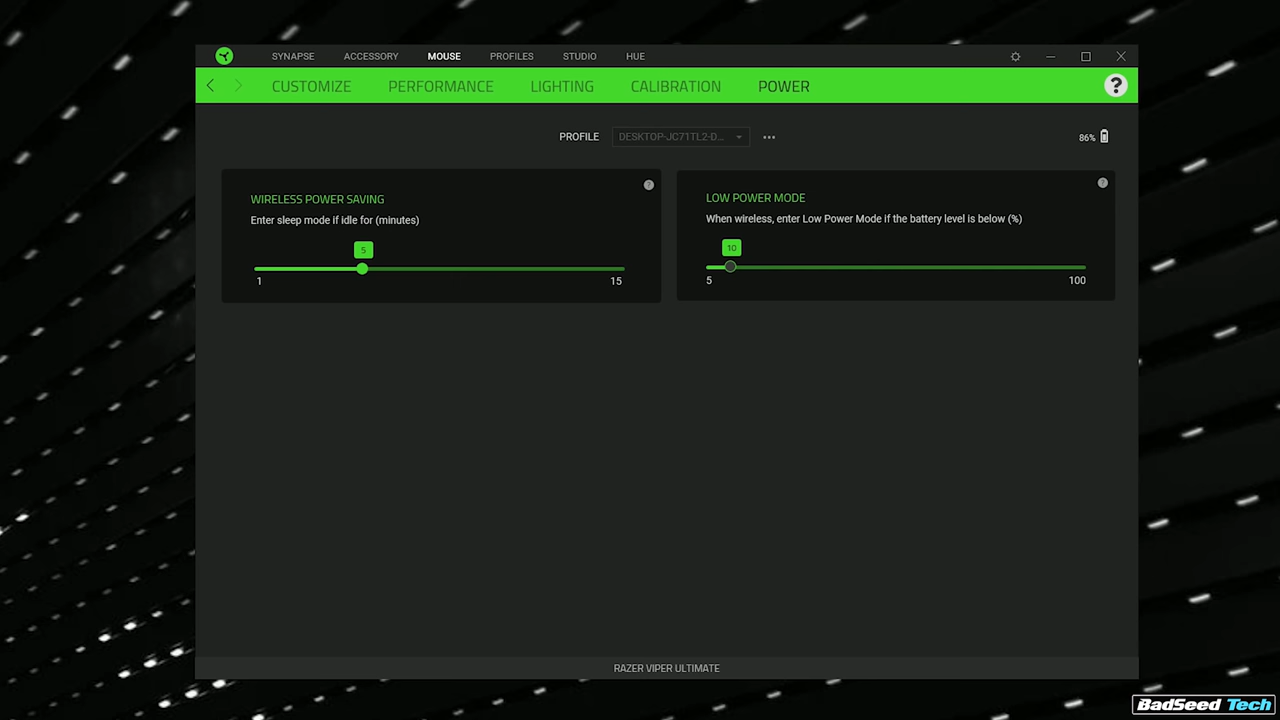 SYNAPSE ACCESSORY MOUSE PROFILES STUDIO HUE
CUSTOMIZE PERFORMANCE LIGHTING CALIBRATION POWER ?
PROFILE DESKTOP-JC71TL2-D... 86%
WIRELESS POWER SAVING ?
Enter sleep mode if idle for (minutes)
5
1 15
LOW POWER MODE ?
When wireless, enter Low Power Mode if the battery level is below (%)
10
5 100
RAZER VIPER ULTIMATE
BadSeed Tech